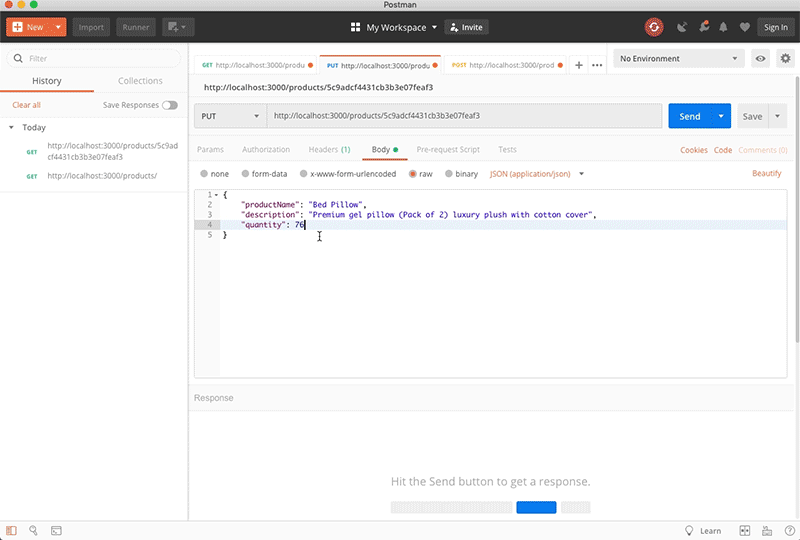 Postman
New
Import
Runner
My Workspace
Invite
Sign In
Filter
History
Collections
Clear all
Save Responses
Today
GET
http://localhost:3000/products/5c9ad
cf4431cb3b3e07feaf3
GET
http://localhost:3000/products/
GET http://localhost:3000/produ
PUT http://localhost:3000/produ
POST http://localhost:3000/prod
No Environment
http://localhost:3000/products/5c9adcf4431cb3b3e07feaf3
PUT
http://localhost:3000/products/5c9adcf4431cb3b3e07feaf3
Send
Save
Params
Authorization
Headers (1)
Body
Pre-request Script
Tests
Cookies
Code
Comments (0)
none
form-data
x-www-form-urlencoded
raw
binary
JSON (application/json)
Beautify
1 {
2 "productName": "Bed Pillow",
3 "description": "Premium gel pillow (Pack of 2) luxury plush with cotton cover",
4 "quantity": 76
5 }
Response
Hit the Send button to get a response.
Learn